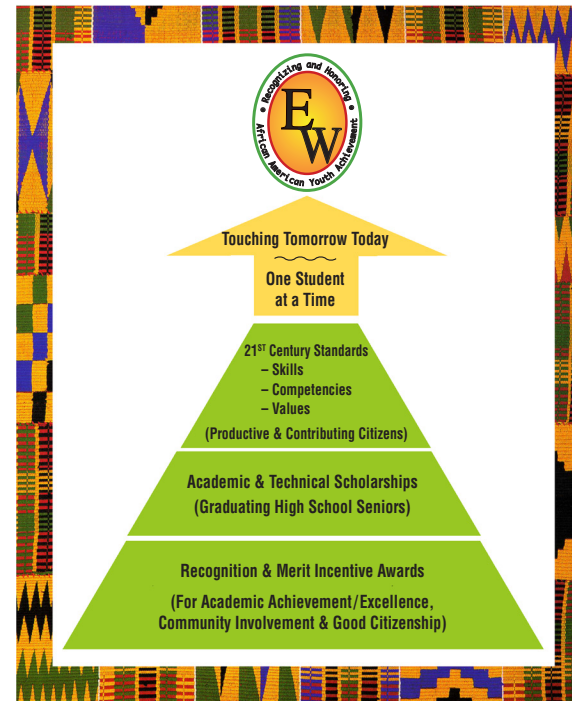 • Recognizing and Honoring •
African American Youth Achievement
E
W
Touching Tomorrow Today
One Student
at a Time
21ST Century Standards
– Skills
– Competencies
– Values
(Productive & Contributing Citizens)
Academic & Technical Scholarships
(Graduating High School Seniors)
Recognition & Merit Incentive Awards
(For Academic Achievement/Excellence,
Community Involvement & Good Citizenship)